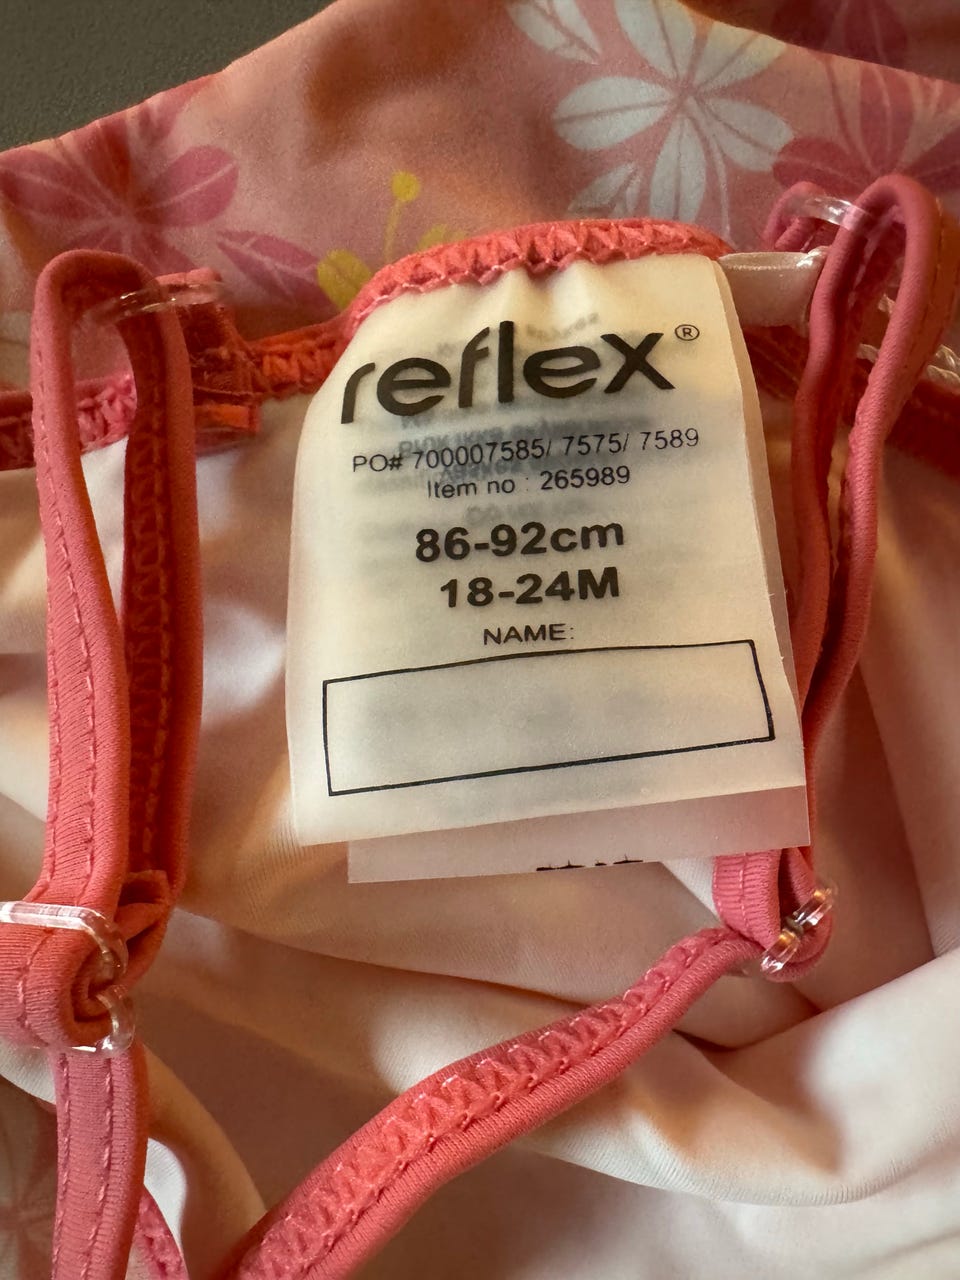 reflex®
PO# 700007585/ 7575/ 7589
Item no : 265989
86-92cm
18-24M
NAME: